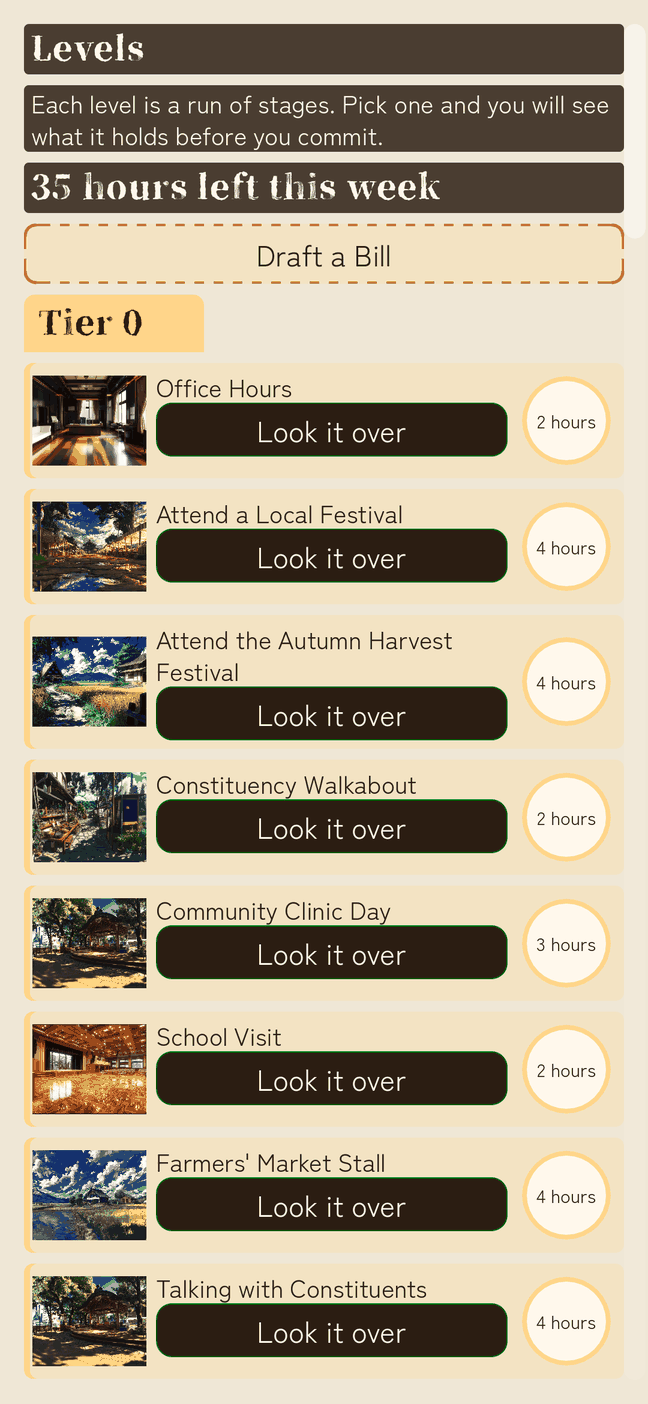 Levels
Each level is a run of stages. Pick one and you will see
what it holds before you commit.
35 hours left this week
Draft a Bill
Tier 0
Office Hours
Look it over
2 hours
Attend a Local Festival
Look it over
4 hours
Attend the Autumn Harvest
Festival
Look it over
4 hours
Constituency Walkabout
Look it over
2 hours
Community Clinic Day
Look it over
3 hours
School Visit
Look it over
2 hours
Farmers' Market Stall
Look it over
4 hours
Talking with Constituents
Look it over
4 hours